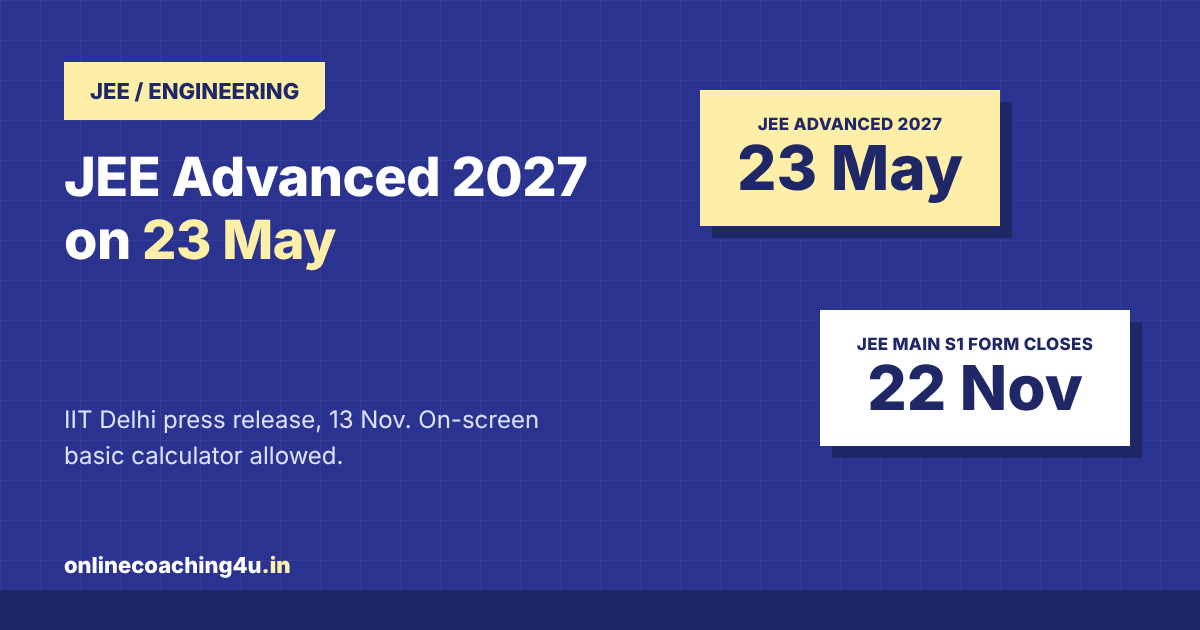 JEE / ENGINEERING
JEE Advanced 2027
on 23 May
IIT Delhi press release, 13 Nov. On-screen
basic calculator allowed.
onlinecoaching4u.in
JEE ADVANCED 2027
23 May
JEE MAIN S1 FORM CLOSES
22 Nov